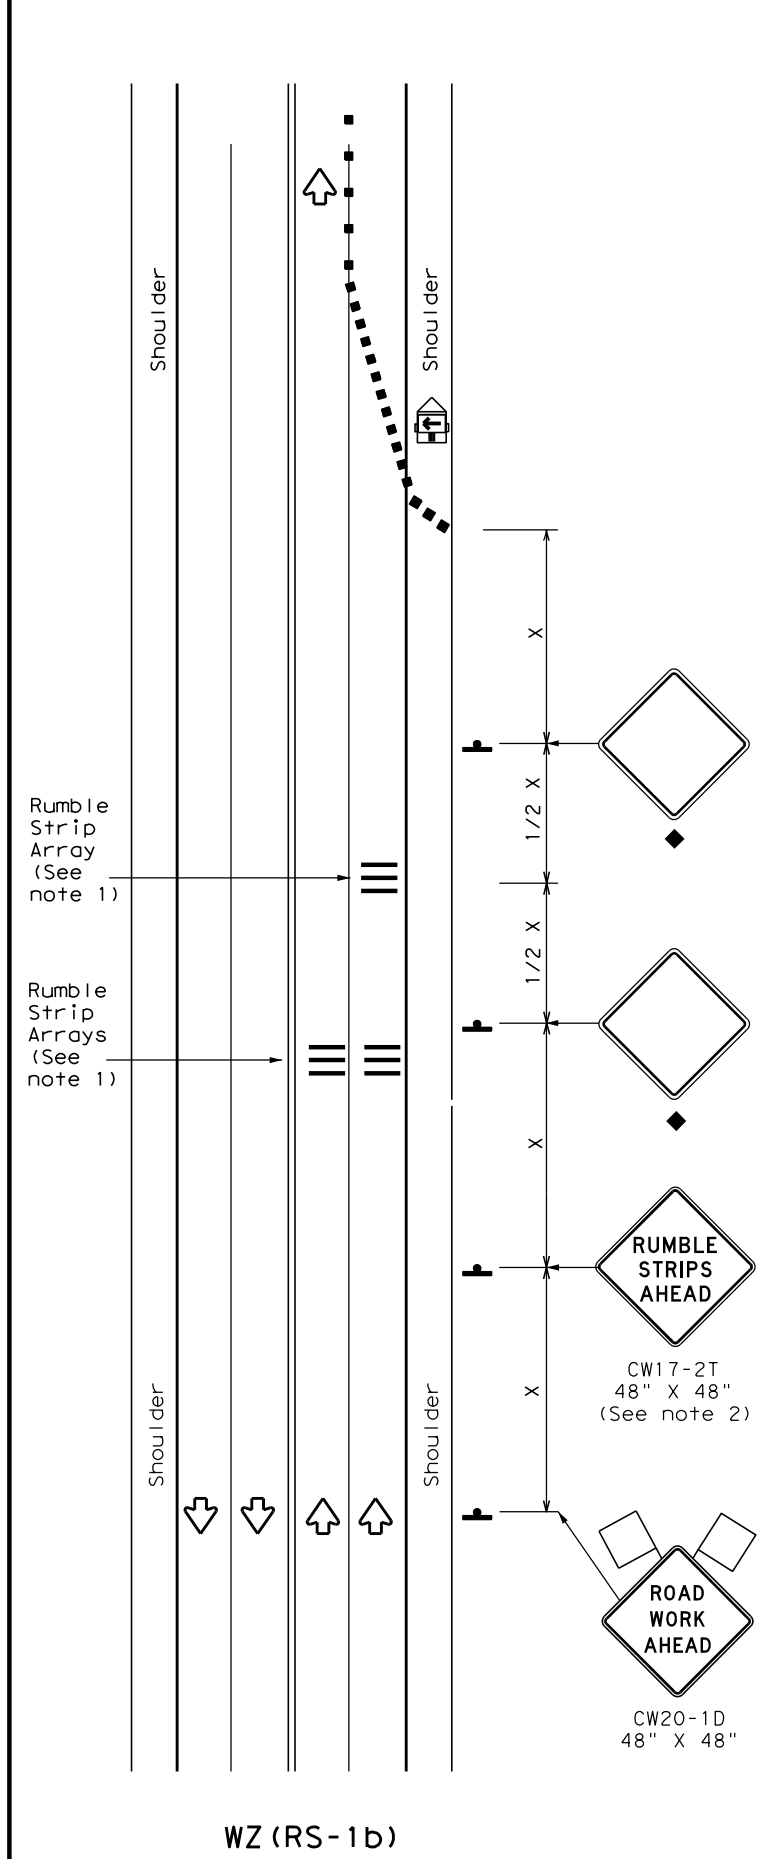 Shoulder
Shoulder
X
1/2 X
Rumble
Strip
Array
(See
note 1)
1/2 X
Rumble
Strip
Arrays
(See
note 1)
X
RUMBLE
STRIPS
AHEAD
CW17-2T
48" X 48"
(See note 2)
X
Shoulder
Shoulder
ROAD
WORK
AHEAD
CW20-1D
48" X 48"
WZ(RS-1b)